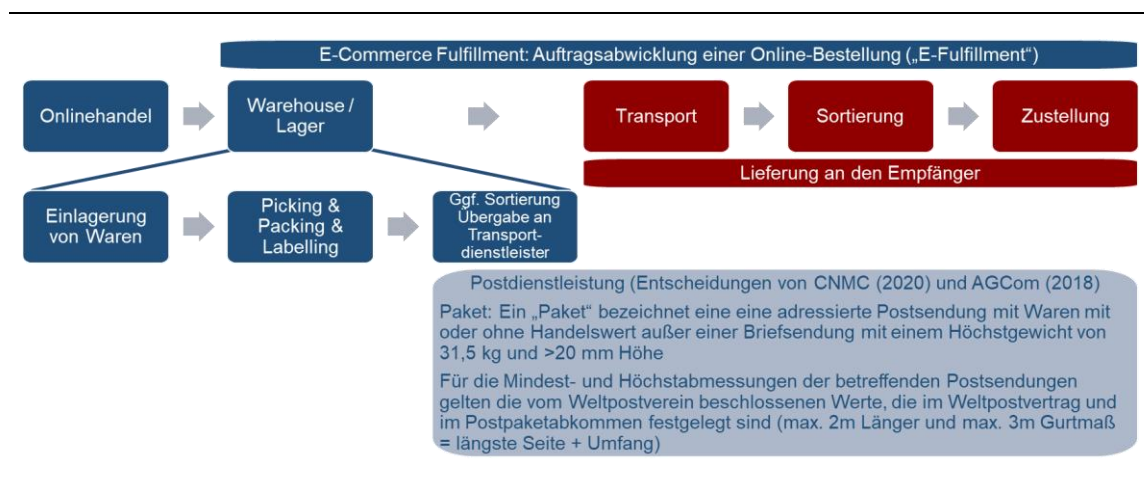 E-Commerce Fulfillment: Auftragsabwicklung einer Online-Bestellung („E-Fulfillment“)
Onlinehandel
Warehouse /
Lager
Transport
Sortierung
Zustellung
Lieferung an den Empfänger
Einlagerung
von Waren
Picking &
Packing &
Labelling
Ggf. Sortierung
Übergabe an
Transport-
dienstleister
Postdienstleistung (Entscheidungen von CNMC (2020) und AGCom (2018)
Paket: Ein „Paket“ bezeichnet eine eine adressierte Postsendung mit Waren mit
oder ohne Handelswert außer einer Briefsendung mit einem Höchstgewicht von
31,5 kg und >20 mm Höhe
Für die Mindest- und Höchstabmessungen der betreffenden Postsendungen
gelten die vom Weltpostverein beschlossenen Werte, die im Weltpostvertrag und
im Postpaketabkommen festgelegt sind (max. 2m Länger und max. 3m Gurtmaß
= längste Seite + Umfang)